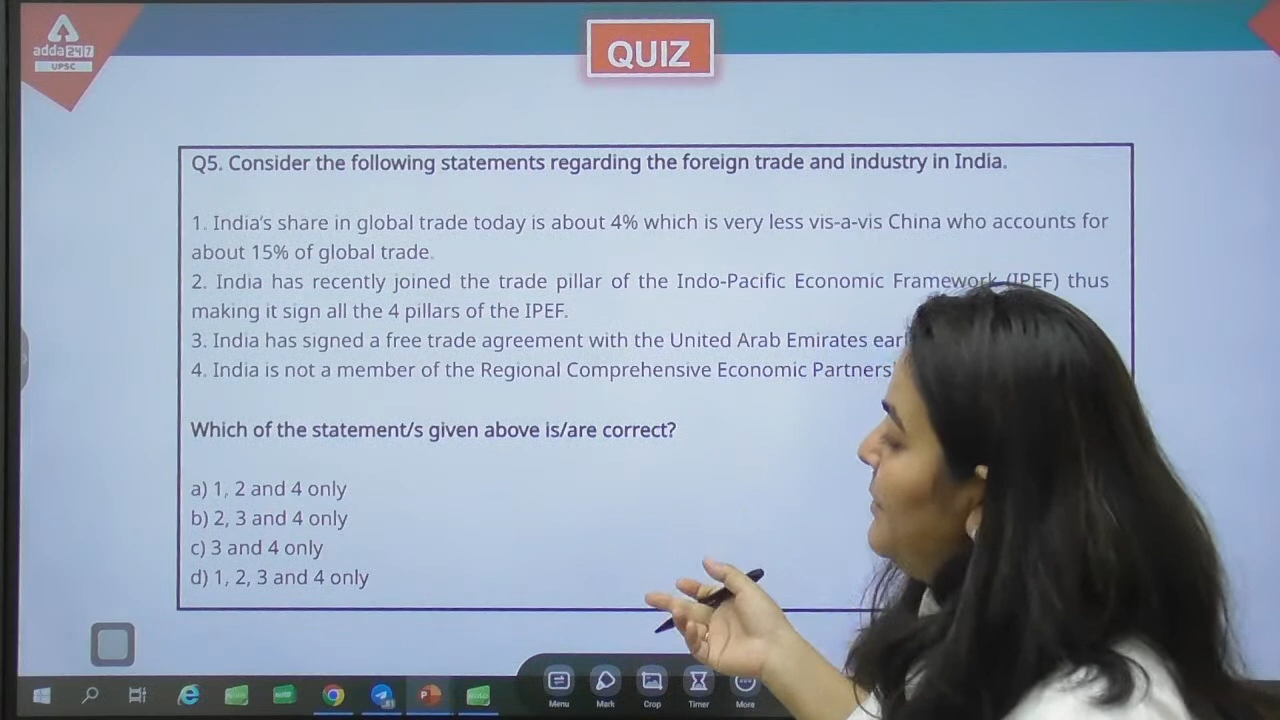 adda247
UPSC
QUIZ
Q5. Consider the following statements regarding the foreign trade and industry in India.
1. India's share in global trade today is about 4% which is very less vis-a-vis China who accounts for
about 15% of global trade.
2. India has recently joined the trade pillar of the Indo-Pacific Economic Framework (IPEF) thus
making it sign all the 4 pillars of the IPEF.
3. India has signed a free trade agreement with the United Arab Emirates
4. India is not a member of the Regional Comprehensive Economic
Which of the statement/s given above is/are correct?
a) 1, 2 and 4 only
b) 2, 3 and 4 only
c) 3 and 4 only
d) 1, 2, 3 and 4 only
Menu Mark Crop Timer More